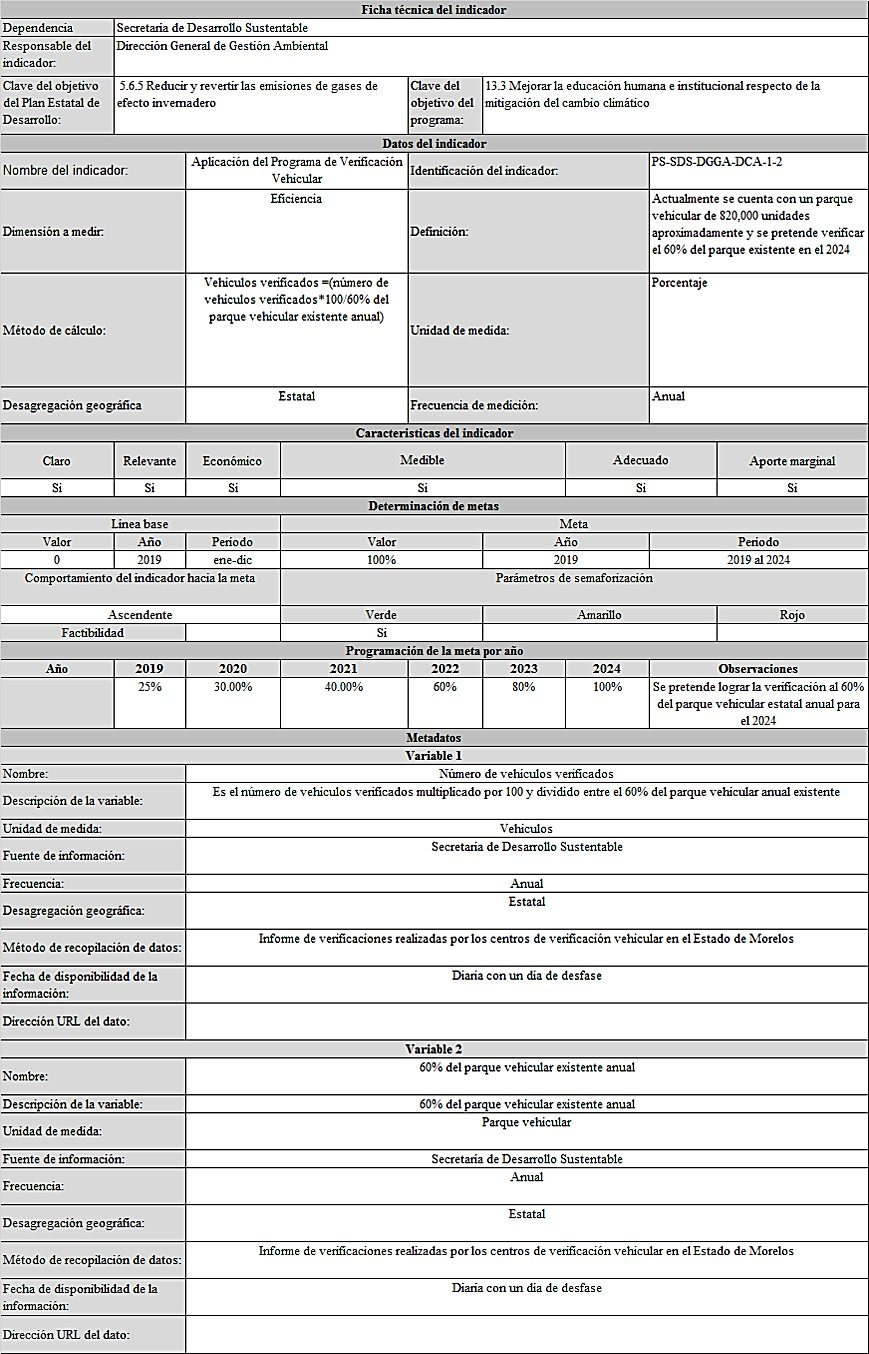 Ficha técnica del indicador
Dependencia Secretaría de Desarrollo Sustentable
Responsable del indicador: Dirección General de Gestión Ambiental
Clave del objetivo del Plan Estatal de Desarrollo: 5.6.5 Reducir y revertir las emisiones de gases de efecto invernadero Clave del objetivo del programa: 13.3 Mejorar la educación humana e institucional respecto de la mitigación del cambio climático
Datos del indicador
Nombre del indicador: Aplicación del Programa de Verificación Vehicular Identificación del indicador: PS-SDS-DGGA-DCA-1-2
Dimensión a medir: Eficiencia Definición: Actualmente se cuenta con un parque vehicular de 820,000 unidades aproximadamente y se pretende verificar el 60% del parque existente en el 2024
Método de cálculo: Vehículos verificados =(número de vehículos verificados*100/60% del parque vehicular existente anual) Unidad de medida: Porcentaje
Desagregación geográfica Estatal Frecuencia de medición: Anual
Características del indicador
Claro Relevante Económico Medible Adecuado Aporte marginal
Si Si Si Si Si Si
Determinación de metas
Línea base Meta
Valor Año Período Valor Año Período
0 2019 ene-dic 100% 2019 2019 al 2024
Comportamiento del indicador hacia la meta Parámetros de semaforización
Ascendente Verde Amarillo Rojo
Factibilidad Si
Programación de la meta por año
Año 2019 2020 2021 2022 2023 2024 Observaciones
25% 30.00% 40.00% 60% 80% 100% Se pretende lograr la verificación al 60% del parque vehicular estatal anual para el 2024
Metadatos
Variable 1
Nombre: Número de vehículos verificados
Descripción de la variable: Es el número de vehículos verificados multiplicado por 100 y dividido entre el 60% del parque vehicular anual existente
Unidad de medida: Vehículos
Fuente de información: Secretaría de Desarrollo Sustentable
Frecuencia: Anual
Desagregación geográfica: Estatal
Método de recopilación de datos: Informe de verificaciones realizadas por los centros de verificación vehicular en el Estado de Morelos
Fecha de disponibilidad de la información: Diaria con un día de desfase
Dirección URL del dato:
Variable 2
Nombre: 60% del parque vehicular existente anual
Descripción de la variable: 60% del parque vehicular existente anual
Unidad de medida: Parque vehicular
Fuente de información: Secretaría de Desarrollo Sustentable
Frecuencia: Anual
Desagregación geográfica: Estatal
Método de recopilación de datos: Informe de verificaciones realizadas por los centros de verificación vehicular en el Estado de Morelos
Fecha de disponibilidad de la información: Diaria con un día de desfase
Dirección URL del dato: